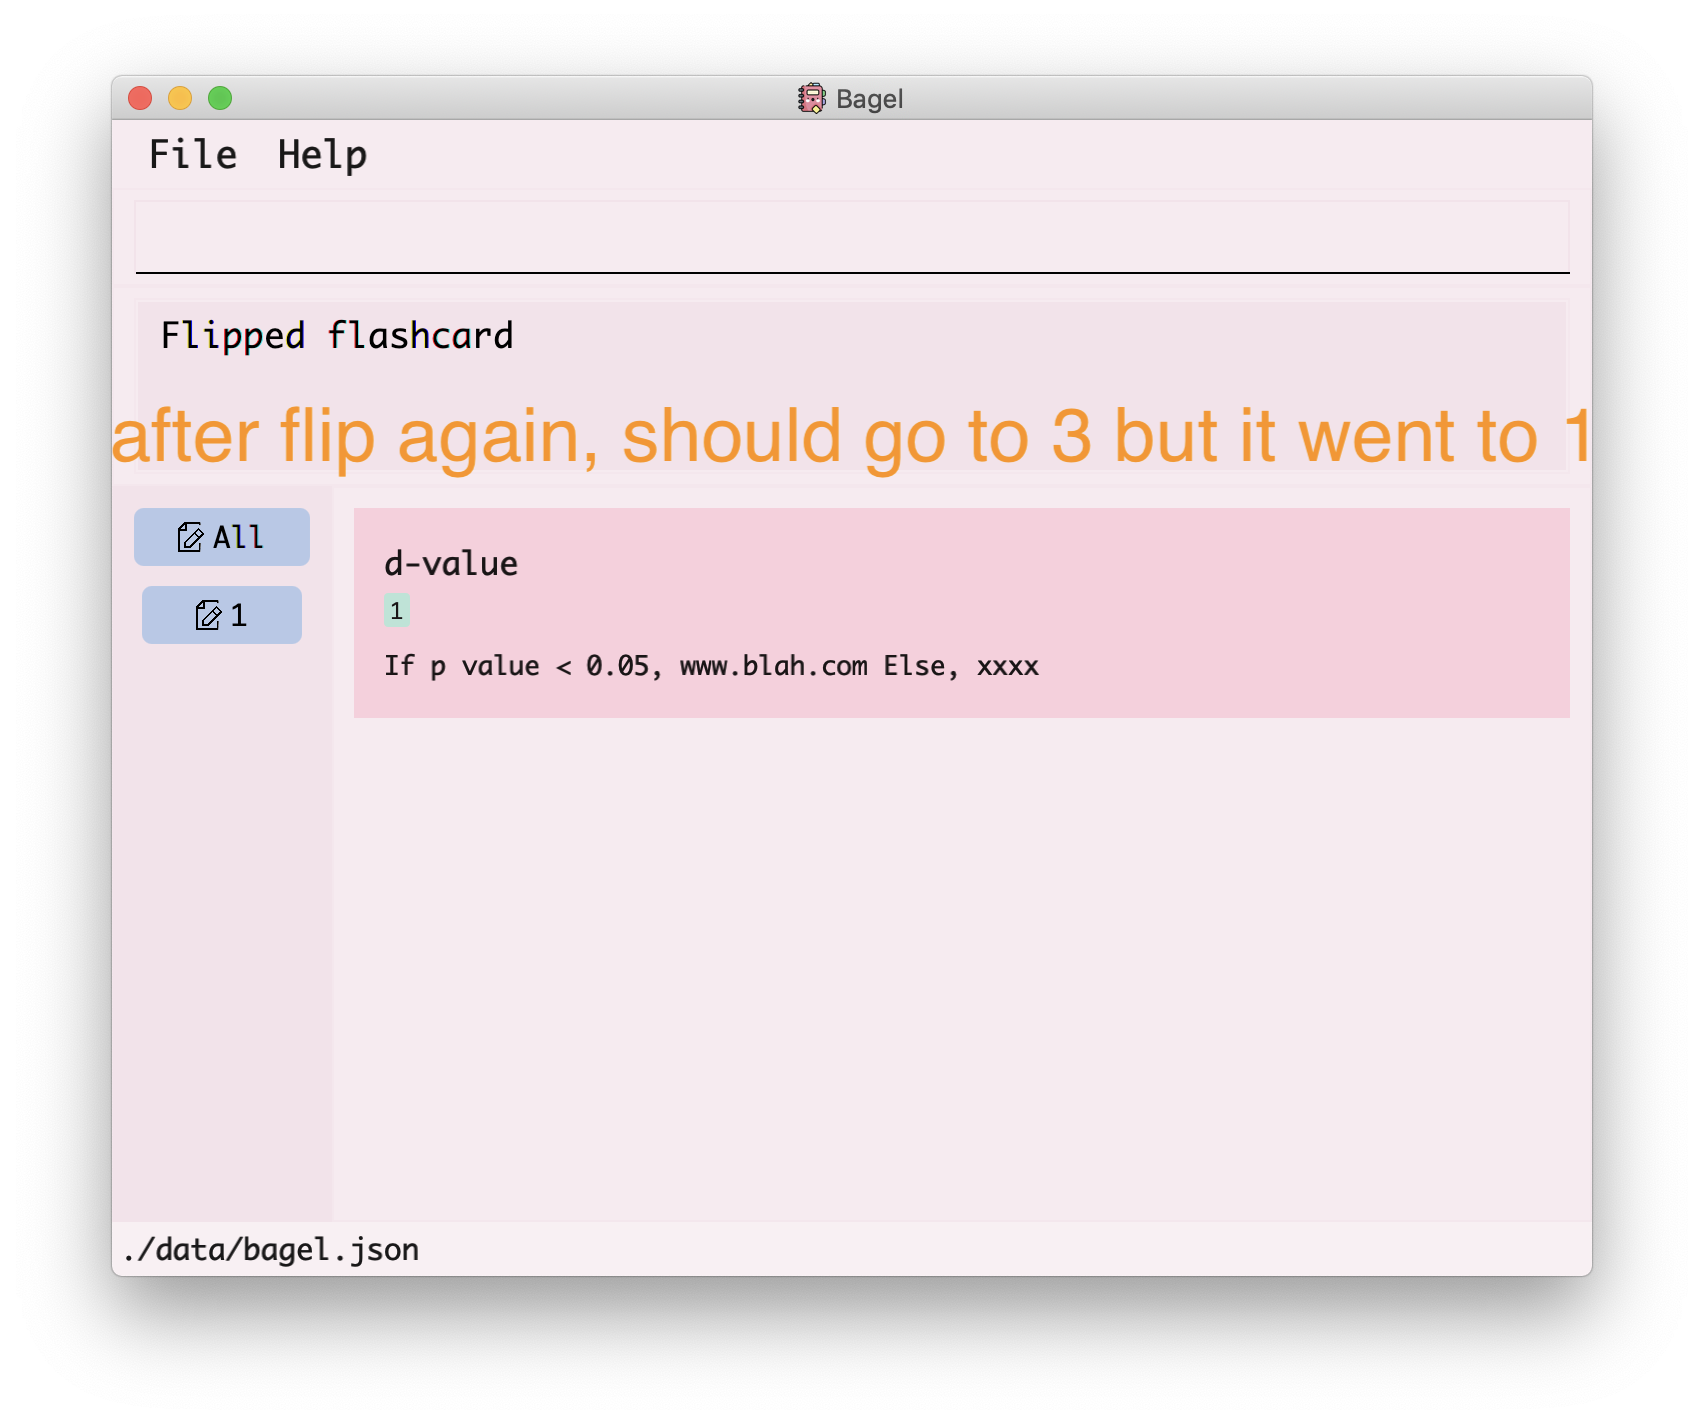 Bagel
File Help
Flipped flashcard
after flip again, should go to 3 but it went to 1
All
1
d-value
1
If p value < 0.05, www.blah.com Else, xxxx
./data/bagel.json